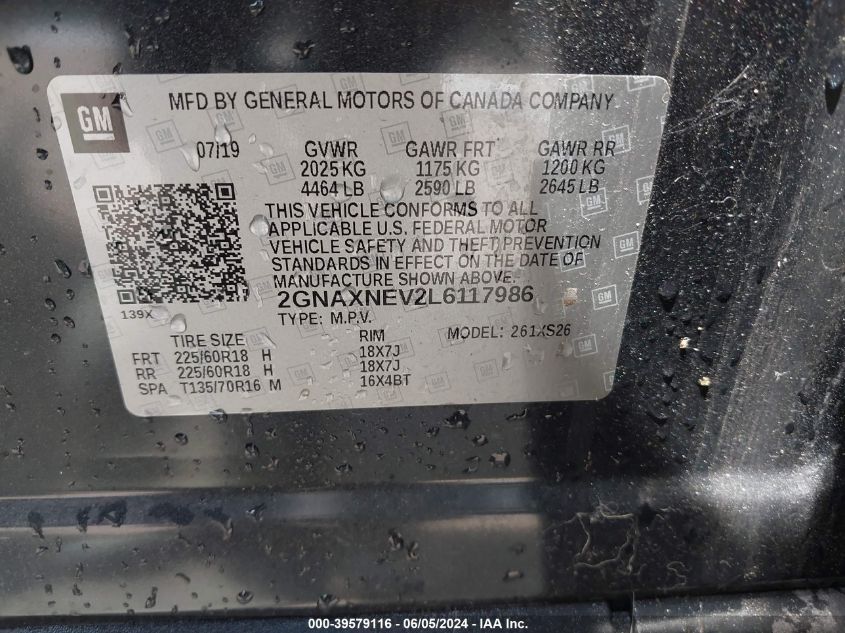 GM
MFD BY GENERAL MOTORS OF CANADA COMPANY
07/19 GVWR GAWR FRT GAWR RR
2025 KG 1175 KG 1200 KG
4464 LB 2590 LB 2645 LB
THIS VEHICLE CONFORMS TO ALL
APPLICABLE U.S. FEDERAL MOTOR
VEHICLE SAFETY AND THEFT PREVENTION
STANDARDS IN EFFECT ON THE DATE OF
MANUFACTURE SHOWN ABOVE.
139X 2GNAXNEV2L6117986
TYPE: M.P.V. MODEL: 261XS26
TIRE SIZE RIM
FRT 225/60R18 H 18X7J
RR 225/60R18 H 18X7J
SPA T135/70R16 M 16X4BT
000-39579116 - 06/05/2024 - IAA Inc.